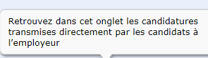 Retrouvez dans cet onglet les candidatures
transmises directement par les candidats à
l'employeur